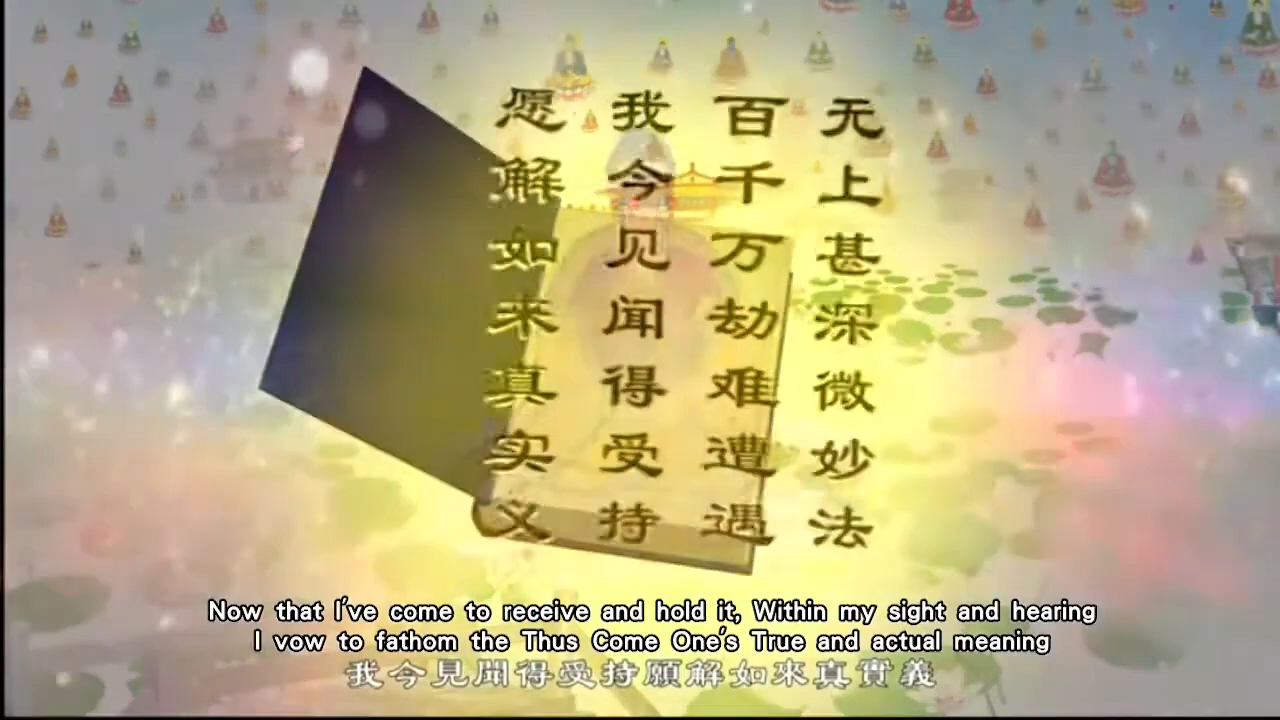 无上甚深微妙法
百千万劫难遭遇
我今见闻得受持
愿解如来真实义
Now that I've come to receive and hold it, Within my sight and hearing
I vow to fathom the Thus Come One's True and actual meaning
我今見聞得受持願解如來真實義